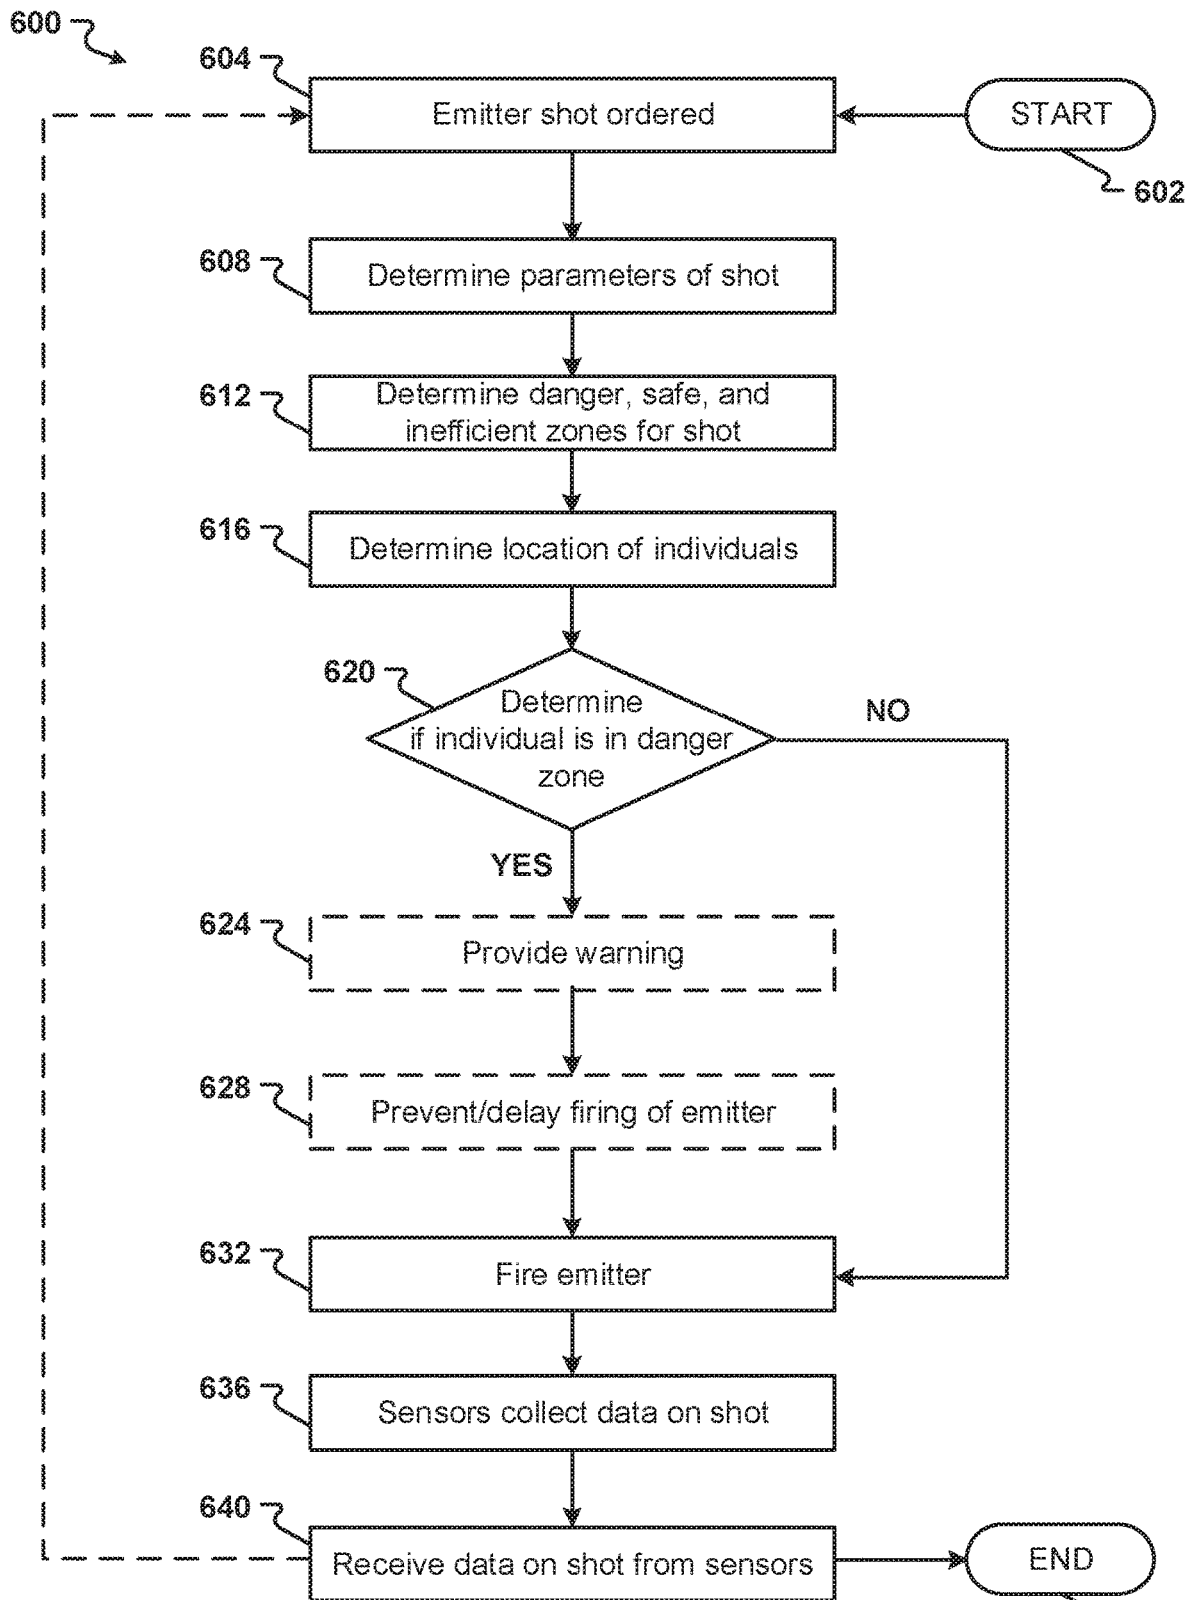 600
604
Emitter shot ordered
START
602
608
Determine parameters of shot
612
Determine danger, safe, and
inefficient zones for shot
616
Determine location of individuals
620
Determine
if individual is in danger
zone
NO
YES
624
Provide warning
628
Prevent/delay firing of emitter
632
Fire emitter
636
Sensors collect data on shot
640
Receive data on shot from sensors
END